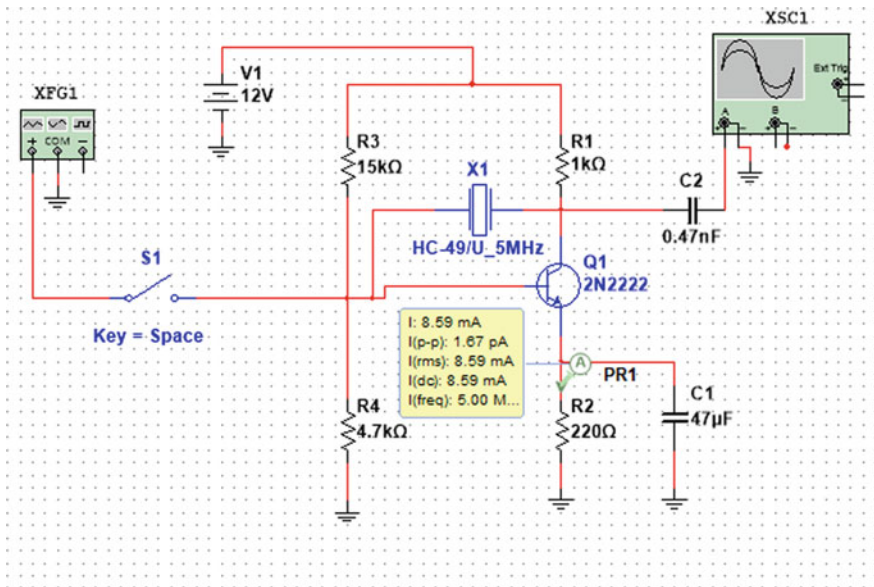 XSC1
Ext Trig
A
B
XFG1
COM
V1
12V
R3
15kΩ
R1
1kΩ
X1
HC-49/U_5MHz
C2
0.47nF
S1
Key = Space
Q1
2N2222
I: 8.59 mA
I(p-p): 1.67 pA
I(rms): 8.59 mA
I(dc): 8.59 mA
I(freq): 5.00 M...
A
PR1
R4
4.7kΩ
R2
220Ω
C1
47µF